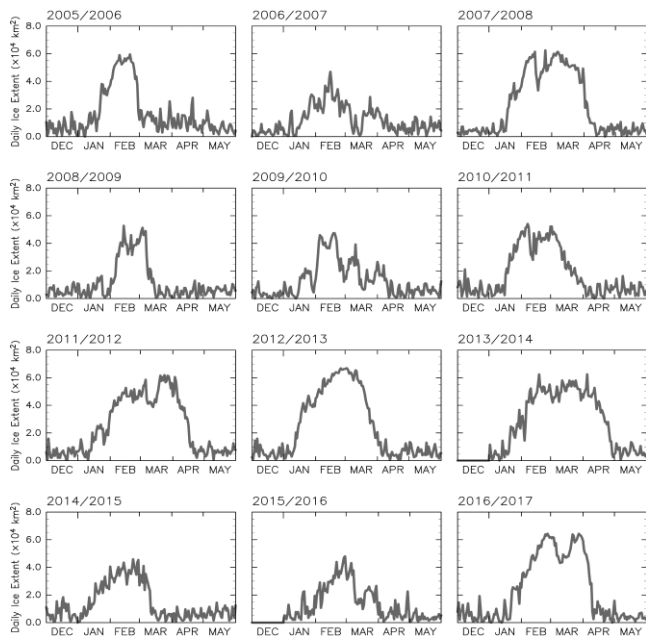 2005/2006 2006/2007 2007/2008
Daily Ice Extent (×10⁴ km²)
8.0
6.0
4.0
2.0
0.0
DEC JAN FEB MAR APR MAY DEC JAN FEB MAR APR MAY DEC JAN FEB MAR APR MAY
2008/2009 2009/2010 2010/2011
Daily Ice Extent (×10⁴ km²)
8.0
6.0
4.0
2.0
0.0
DEC JAN FEB MAR APR MAY DEC JAN FEB MAR APR MAY DEC JAN FEB MAR APR MAY
2011/2012 2012/2013 2013/2014
Daily Ice Extent (×10⁴ km²)
8.0
6.0
4.0
2.0
0.0
DEC JAN FEB MAR APR MAY DEC JAN FEB MAR APR MAY DEC JAN FEB MAR APR MAY
2014/2015 2015/2016 2016/2017
Daily Ice Extent (×10⁴ km²)
8.0
6.0
4.0
2.0
0.0
DEC JAN FEB MAR APR MAY DEC JAN FEB MAR APR MAY DEC JAN FEB MAR APR MAY